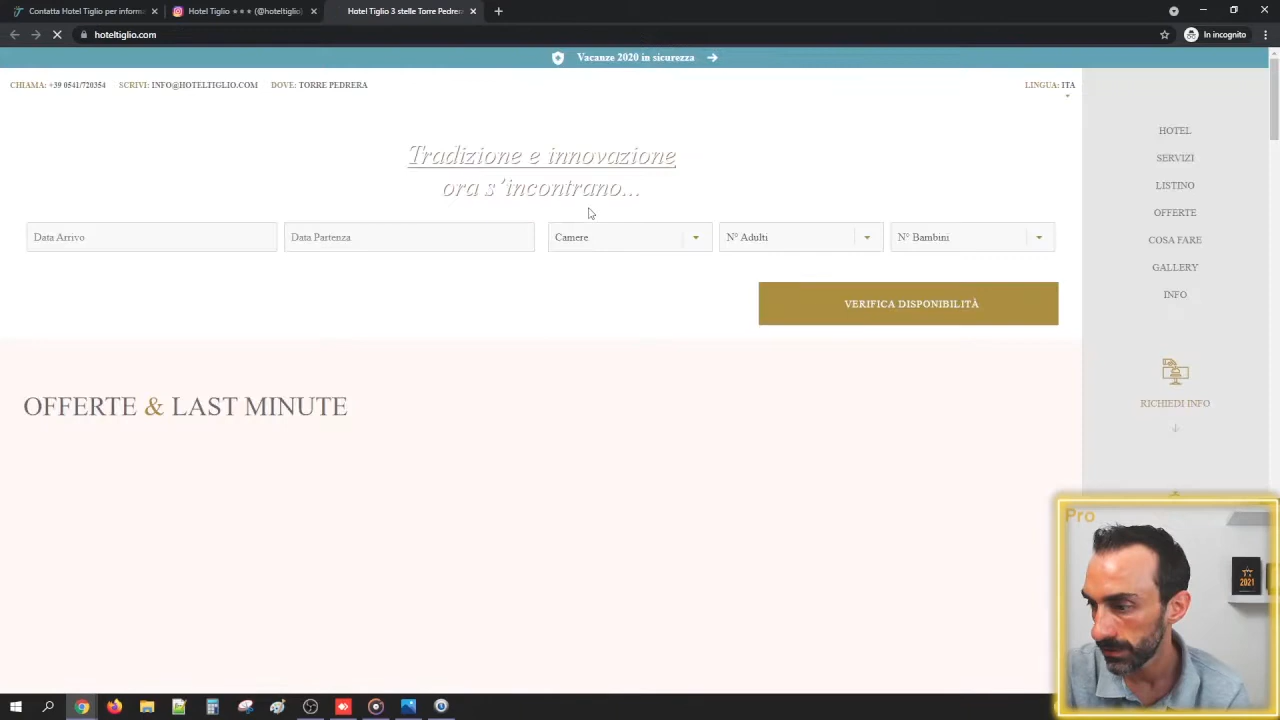 Contatta Hotel Tiglio per inform
Hotel Tiglio ⭑⭑⭑ (@hoteltiglio)
Hotel Tiglio 3 stelle Torre Pedrer
hoteltiglio.com
In incognito
Vacanze 2020 in sicurezza
CHIAMA: +39 0541/720354
SCRIVI: INFO@HOTELTIGLIO.COM
DOVE: TORRE PEDRERA
LINGUA: ITA
Tradizione e innovazione
ora s'incontrano...
Data Arrivo
Data Partenza
Camere
N° Adulti
N° Bambini
VERIFICA DISPONIBILITÀ
OFFERTE & LAST MINUTE
HOTEL
SERVIZI
LISTINO
OFFERTE
COSA FARE
GALLERY
INFO
RICHIEDI INFO
Pro
2021